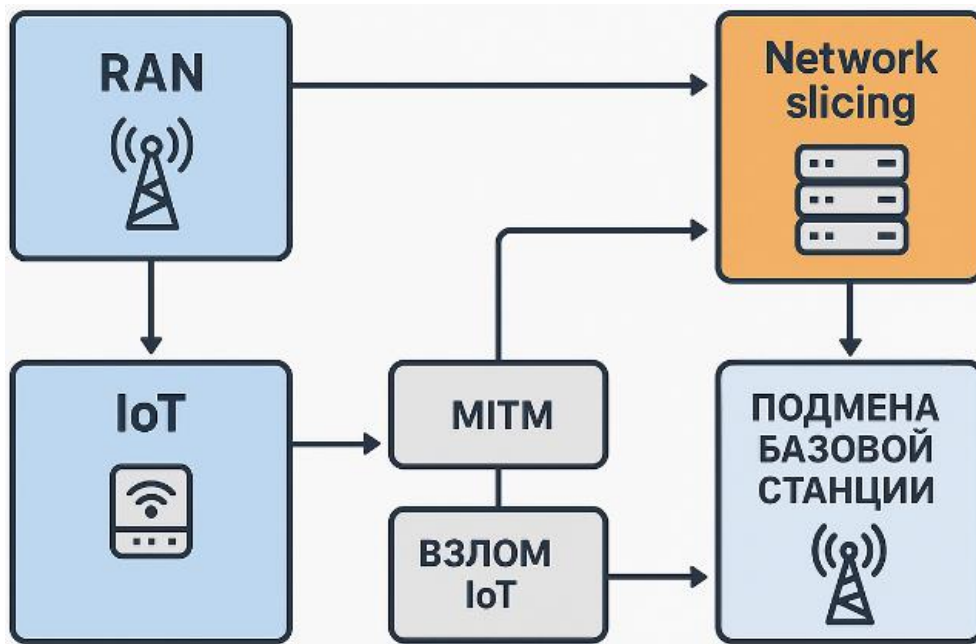 RAN
Network
slicing
IoT
MITM
ПОДМЕНА
БАЗОВОЙ
СТАНЦИИ
ВЗЛОМ
IoT